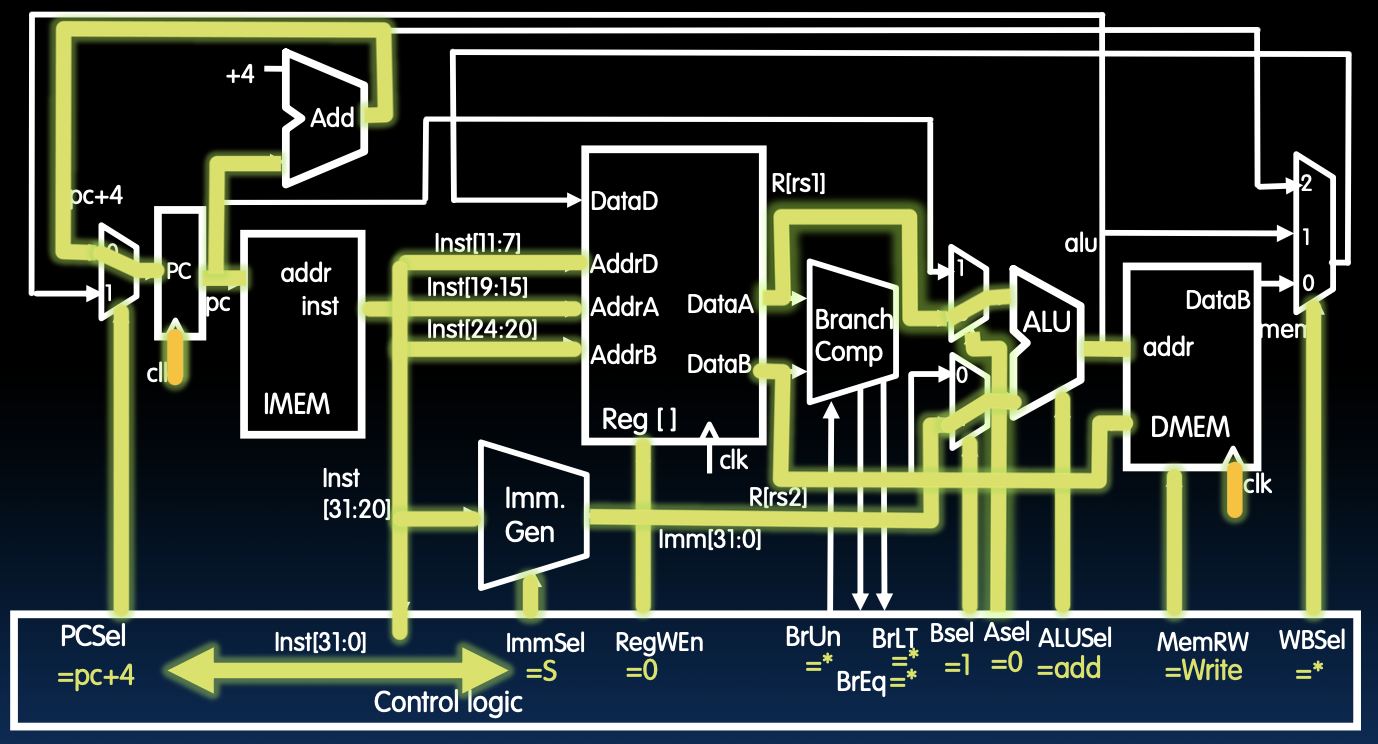 +4
Add
pc+4
0
1
PC
clk
pc
addr
inst
IMEM
Inst[11:7]
Inst[19:15]
Inst[24:20]
DataD
AddrD
AddrA
AddrB
DataA
DataB
Reg [ ]
clk
R[rs1]
Branch
Comp
1
0
ALU
alu
addr
DataB
DMEM
clk
mem
2
1
0
Inst
[31:20]
Imm.
Gen
R[rs2]
Imm[31:0]
PCSel
=pc+4
Inst[31:0]
Control logic
ImmSel
=S
RegWEn
=0
BrUn
=*
BrLT
=*
BrEq=*
Bsel
=1
Asel
=0
ALUSel
=add
MemRW
=Write
WBSel
=*